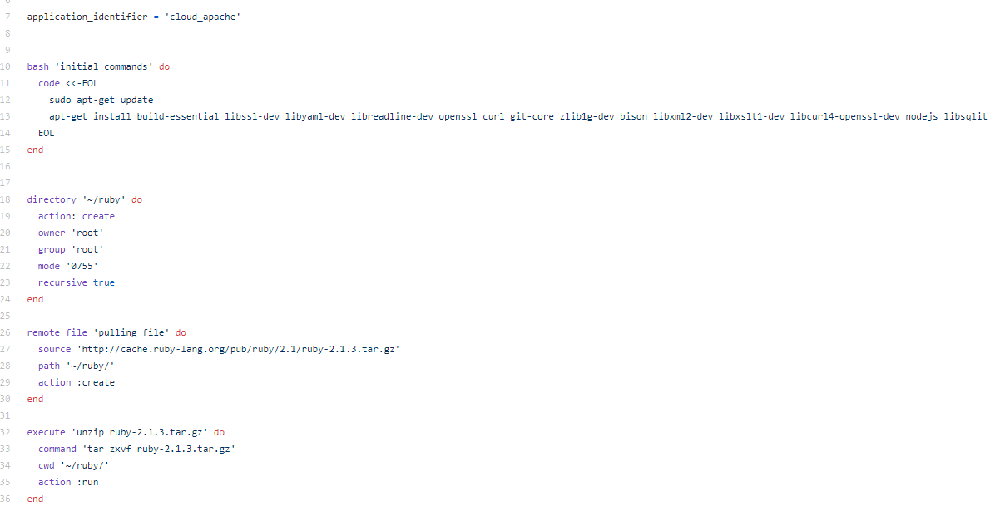 7 application_identifier = 'cloud_apache'
8
9
10 bash 'initial commands' do
11 code <<-EOL
12 sudo apt-get update
13 apt-get install build-essential libssl-dev libyaml-dev libreadline-dev openssl curl git-core zlib1g-dev bison libxml2-dev libxslt1-dev libcurl4-openssl-dev nodejs libsqlit
14 EOL
15 end
16
17
18 directory '~/ruby' do
19 action: create
20 owner 'root'
21 group 'root'
22 mode '0755'
23 recursive true
24 end
25
26 remote_file 'pulling file' do
27 source 'http://cache.ruby-lang.org/pub/ruby/2.1/ruby-2.1.3.tar.gz'
28 path '~/ruby/'
29 action :create
30 end
31
32 execute 'unzip ruby-2.1.3.tar.gz' do
33 command 'tar zxvf ruby-2.1.3.tar.gz'
34 cwd '~/ruby/'
35 action :run
36 end